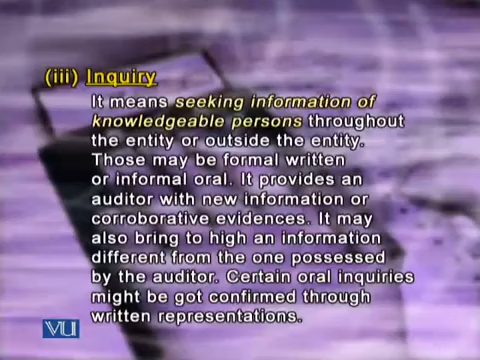 (iii) Inquiry
It means seeking information of
knowledgeable persons throughout
the entity or outside the entity.
Those may be formal written
or informal oral. It provides an
auditor with new information or
corroborative evidences. It may
also bring to high an information
different from the one possessed
by the auditor. Certain oral inquiries
might be got confirmed through
written representations.
VU